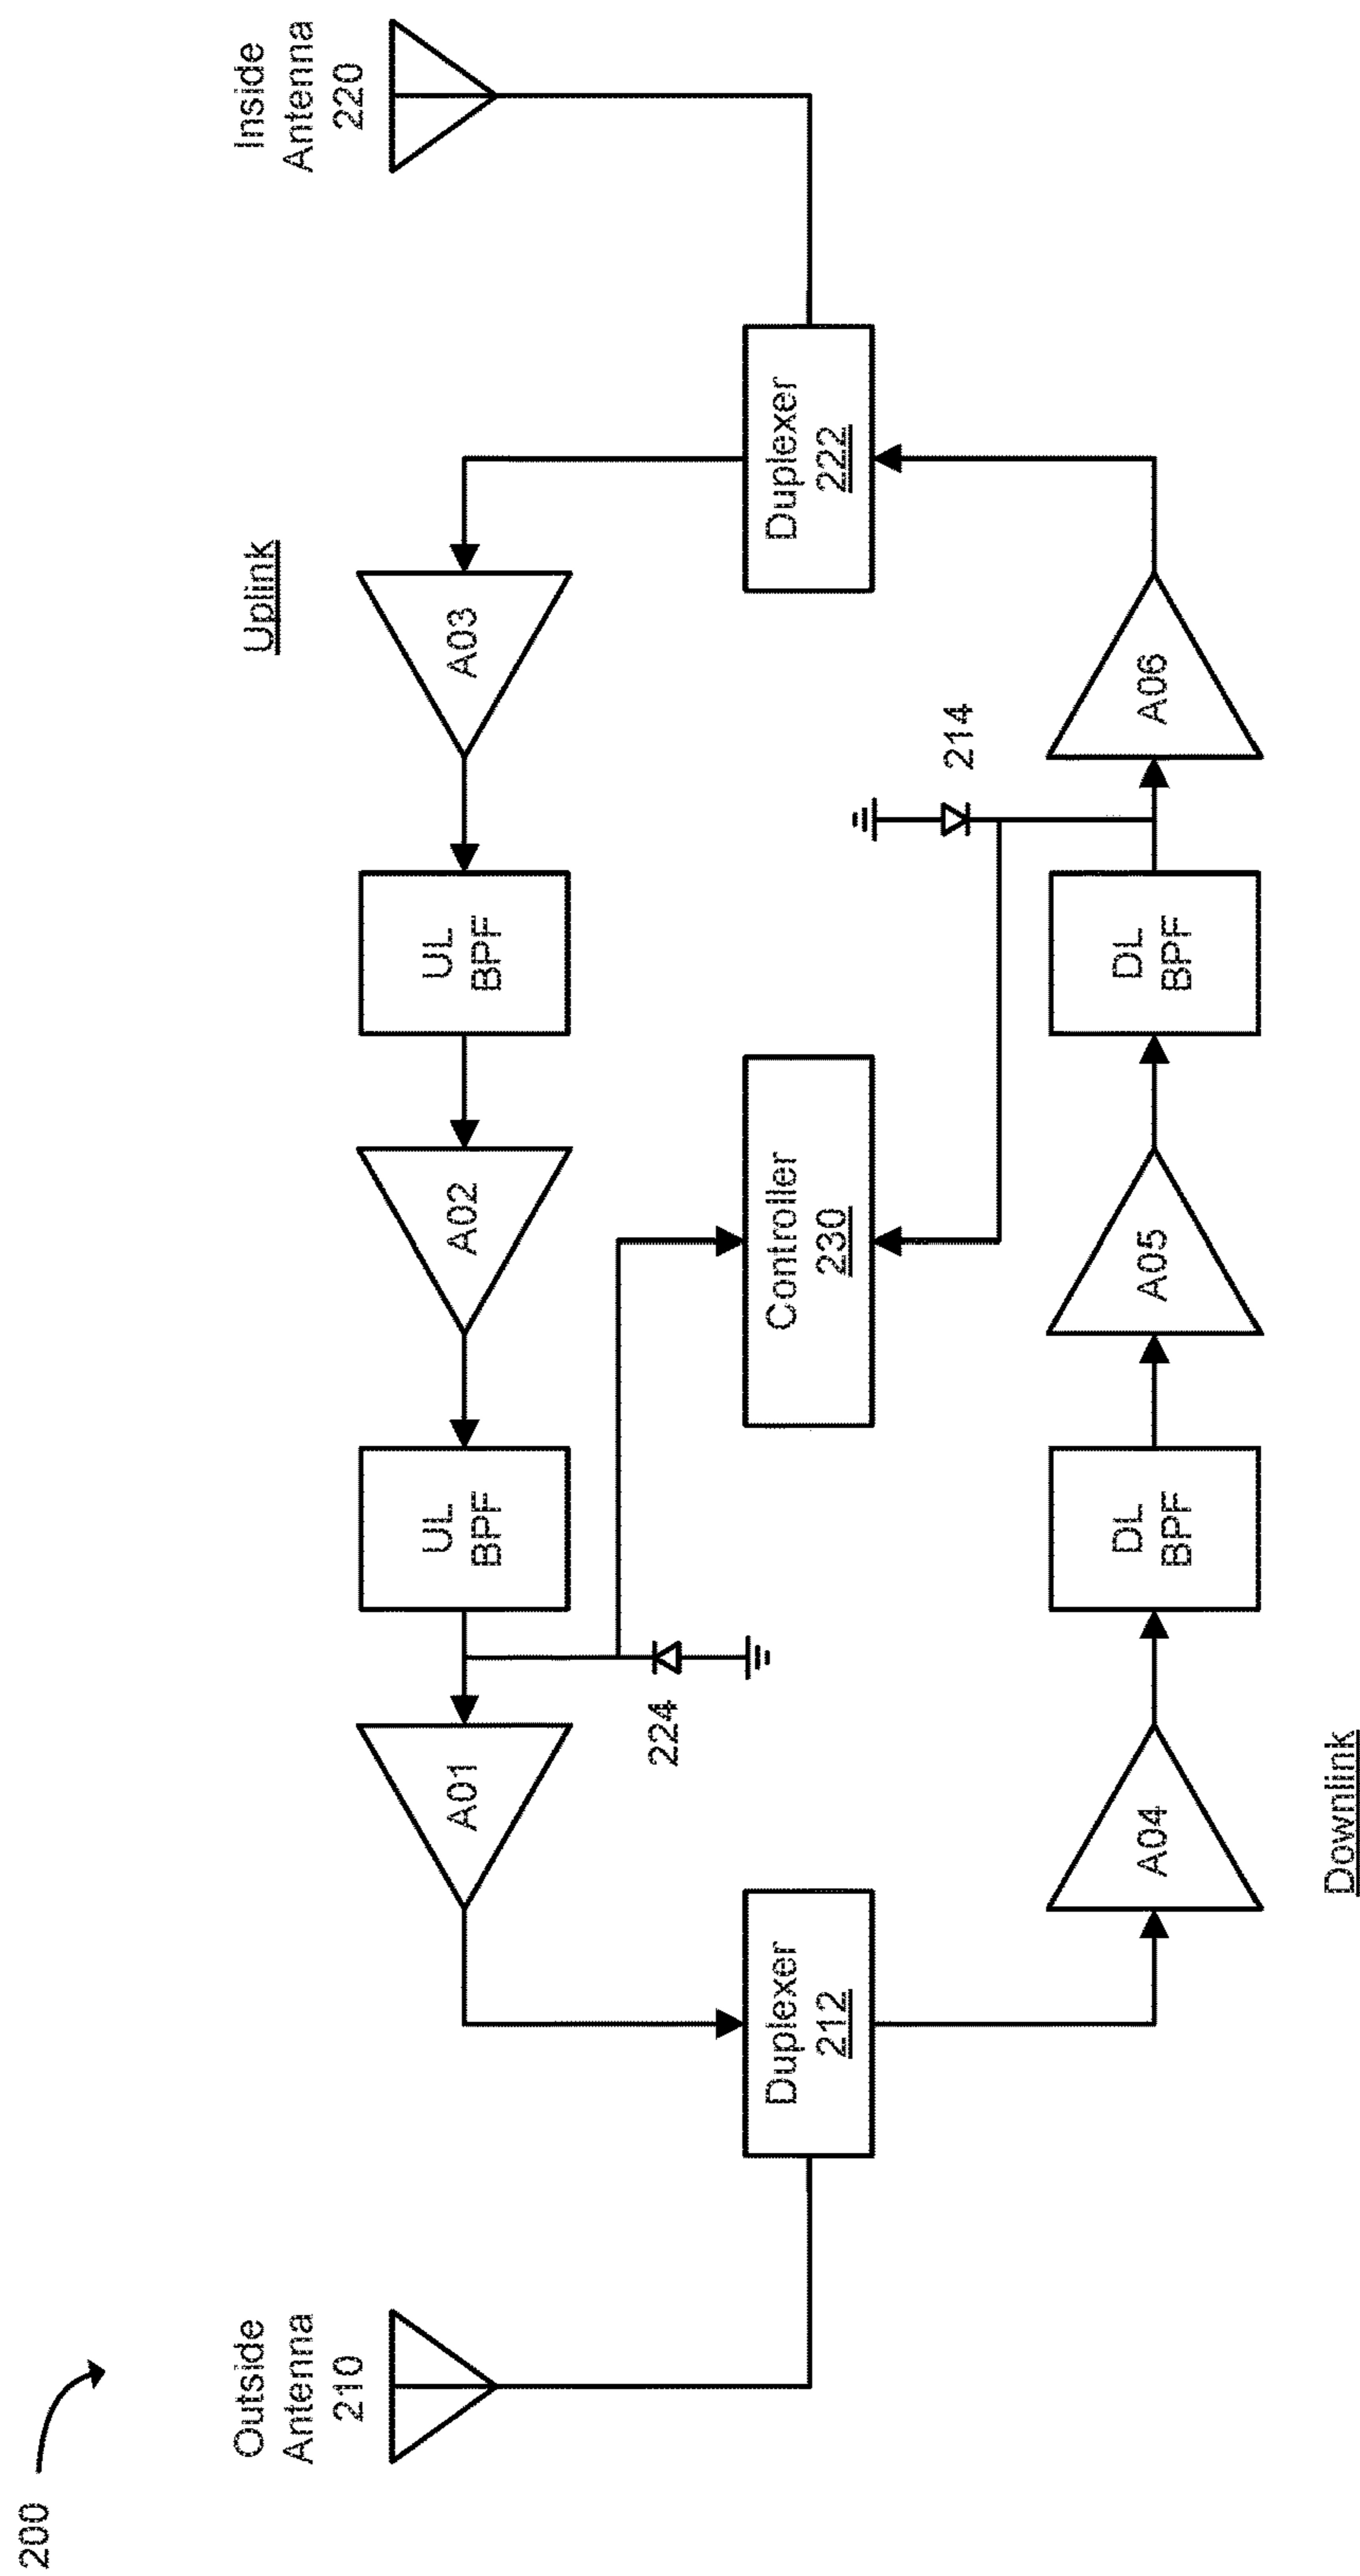 200
Outside
Antenna
210
Inside
Antenna
220
Uplink
A01
UL
BPF
A02
UL
BPF
A03
224
Duplexer
212
Controller
230
Duplexer
222
214
A04
DL
BPF
A05
DL
BPF
A06
Downlink